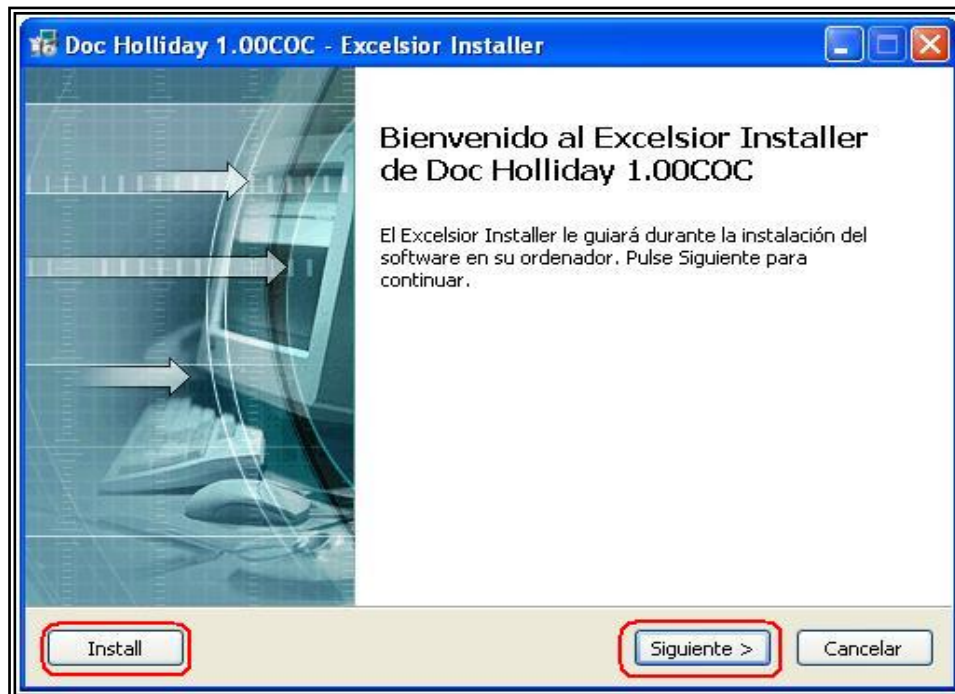 Doc Holliday 1.00COC - Excelsior Installer
Bienvenido al Excelsior Installer
de Doc Holliday 1.00COC
El Excelsior Installer le guiará durante la instalación del
software en su ordenador. Pulse Siguiente para
continuar.
Install
Siguiente >
Cancelar